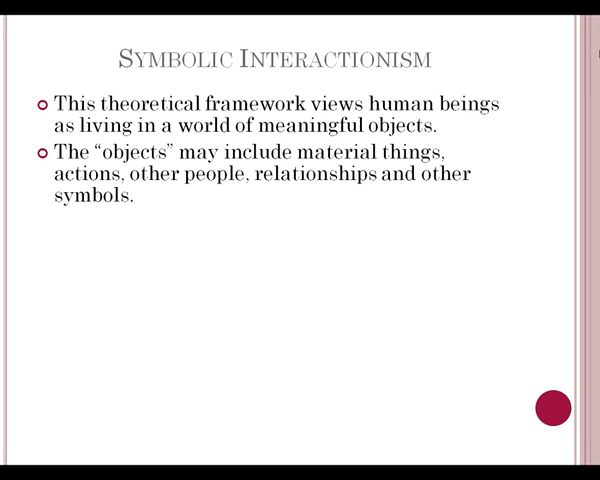 SYMBOLIC INTERACTIONISM
This theoretical framework views human beings
as living in a world of meaningful objects.
The “objects” may include material things,
actions, other people, relationships and other
symbols.